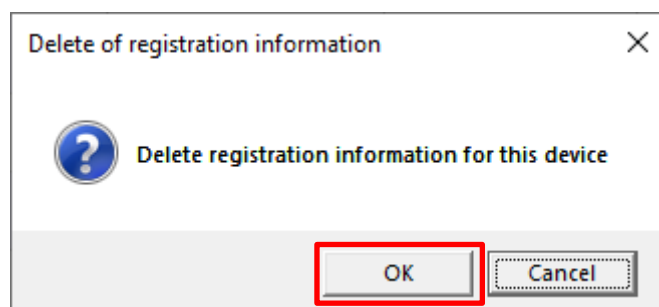 Delete of registration information
Delete registration information for this device
OK
Cancel